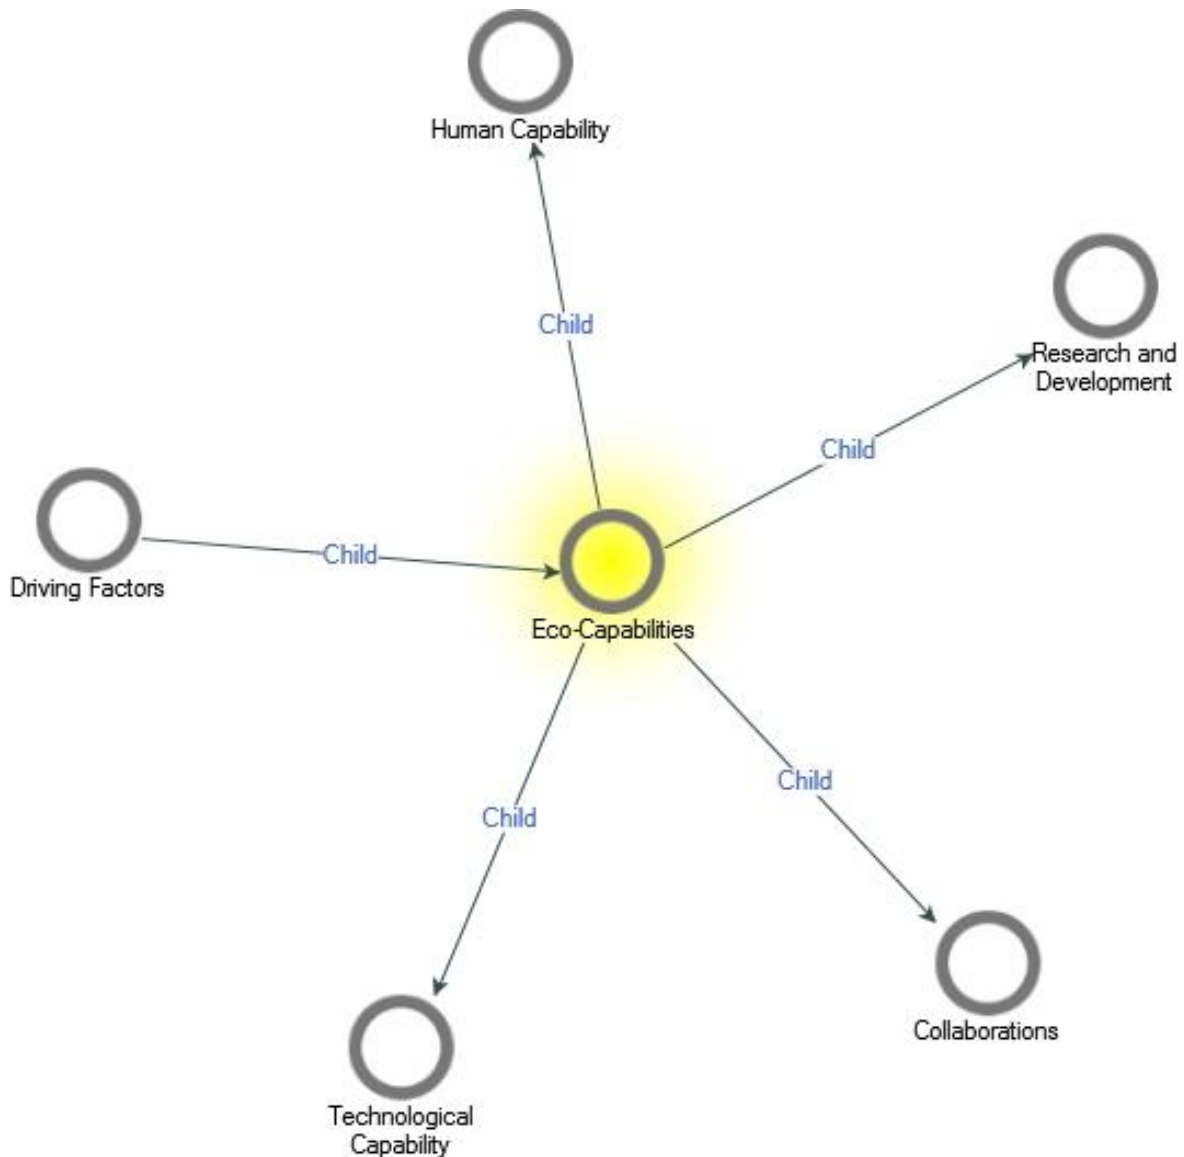 Human Capability
Child
Research and
Development
Child
Child
Driving Factors
Eco-Capabilities
Child
Child
Collaborations
Technological
Capability